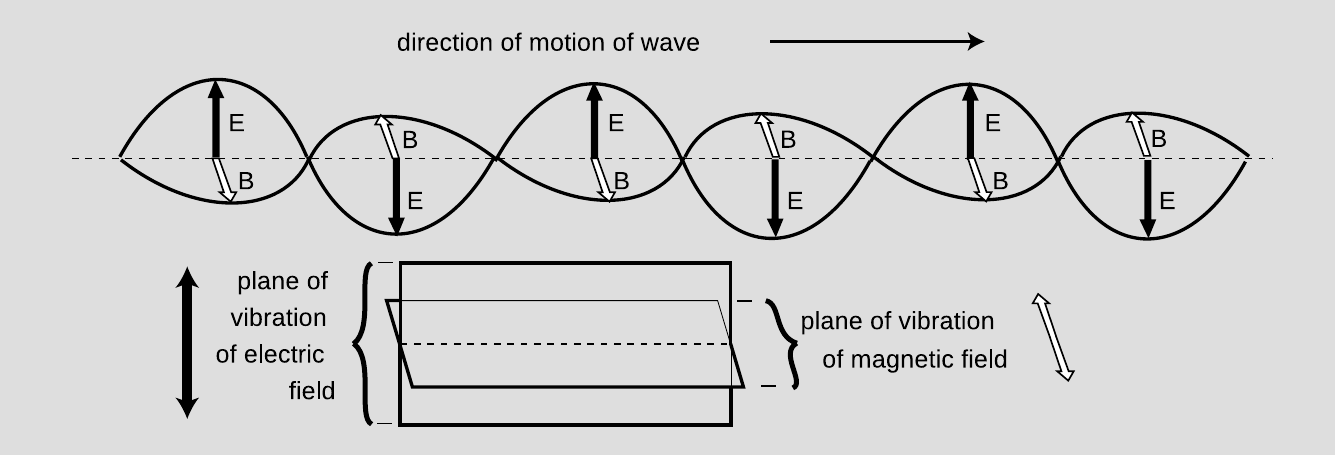 direction of motion of wave
E
B
B
E
E
B
B
E
E
B
B
E
plane of
vibration
of electric
field
plane of vibration
of magnetic field